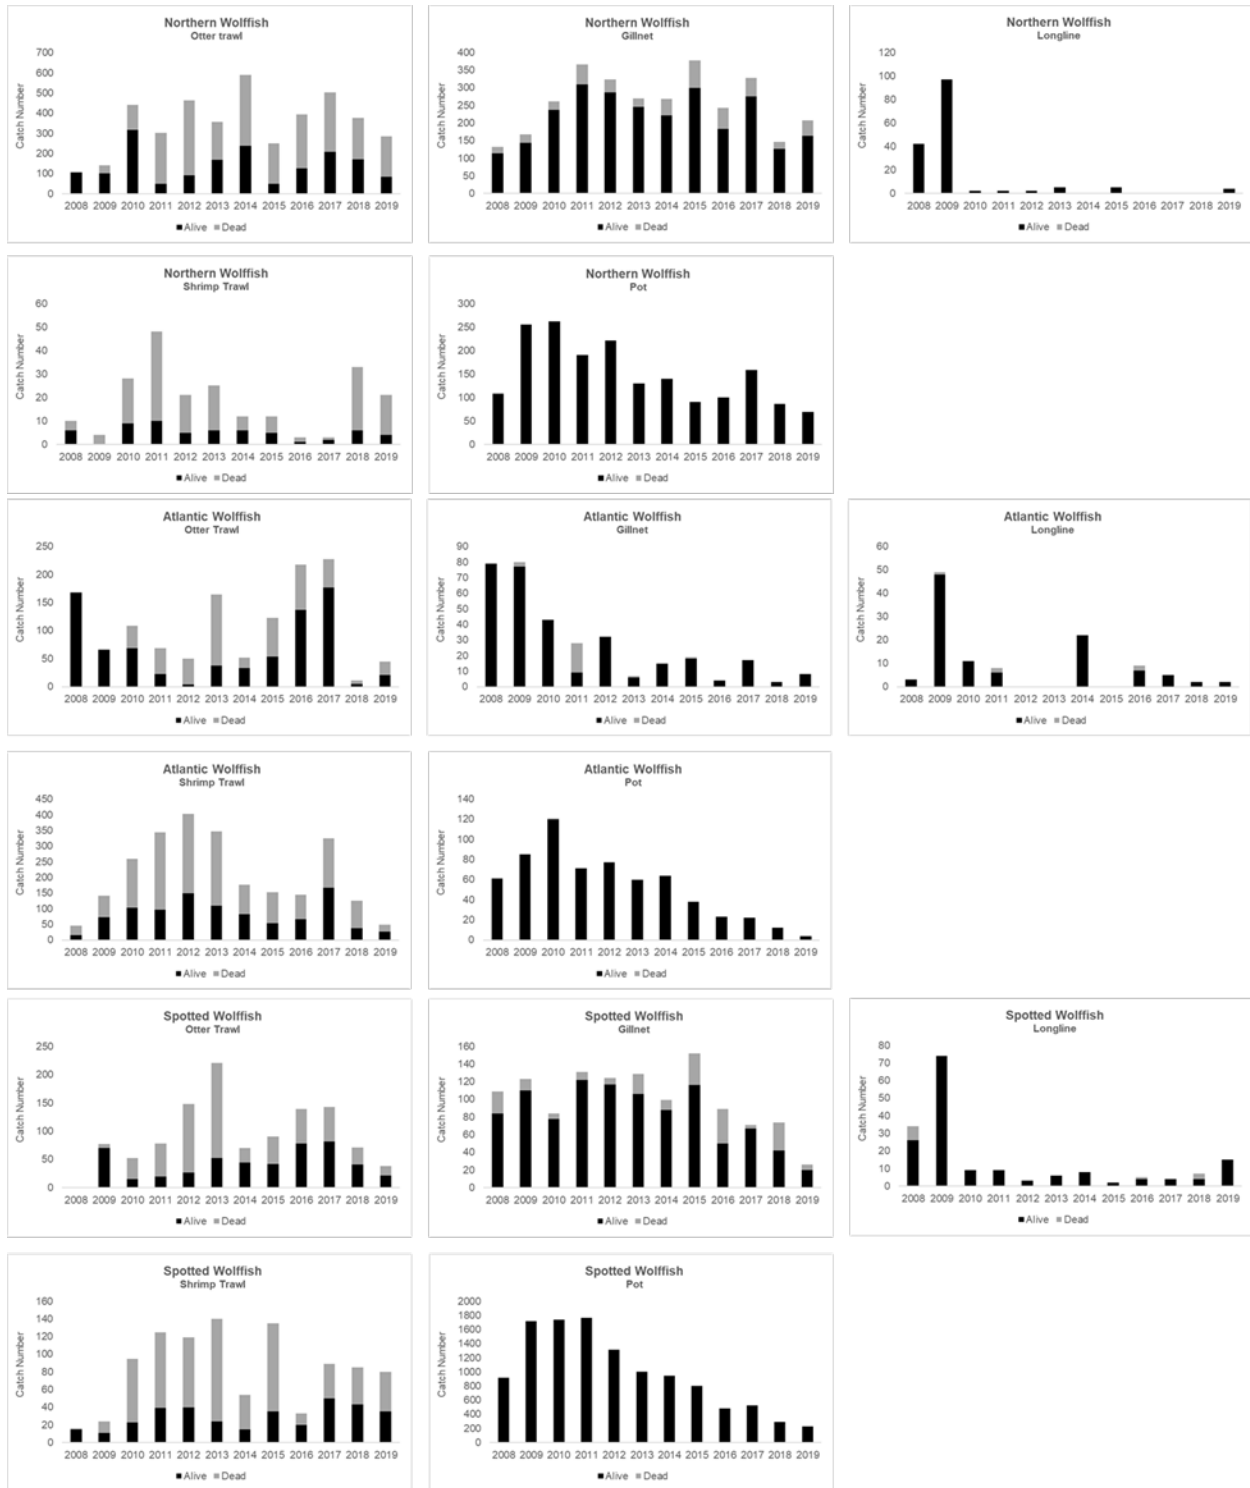 Northern Wolffish
Otter trawl
Catch Number
700
600
500
400
300
200
100
0
2008 2009 2010 2011 2012 2013 2014 2015 2016 2017 2018 2019
Alive Dead
Northern Wolffish
Gillnet
Catch Number
400
350
300
250
200
150
100
50
0
2008 2009 2010 2011 2012 2013 2014 2015 2016 2017 2018 2019
Alive Dead
Northern Wolffish
Longline
Catch Number
120
100
80
60
40
20
0
2008 2009 2010 2011 2012 2013 2014 2015 2016 2017 2018 2019
Alive Dead
Northern Wolffish
Shrimp Trawl
Catch Number
60
50
40
30
20
10
0
2008 2009 2010 2011 2012 2013 2014 2015 2016 2017 2018 2019
Alive Dead
Northern Wolffish
Pot
Catch Number
300
250
200
150
100
50
0
2008 2009 2010 2011 2012 2013 2014 2015 2016 2017 2018 2019
Alive Dead
Atlantic Wolffish
Otter Trawl
Catch Number
250
200
150
100
50
0
2008 2009 2010 2011 2012 2013 2014 2015 2016 2017 2018 2019
Alive Dead
Atlantic Wolffish
Gillnet
Catch Number
90
80
70
60
50
40
30
20
10
0
2008 2009 2010 2011 2012 2013 2014 2015 2016 2017 2018 2019
Alive Dead
Atlantic Wolffish
Longline
Catch Number
60
50
40
30
20
10
0
2008 2009 2010 2011 2012 2013 2014 2015 2016 2017 2018 2019
Alive Dead
Atlantic Wolffish
Shrimp Trawl
Catch Number
450
400
350
300
250
200
150
100
50
0
2008 2009 2010 2011 2012 2013 2014 2015 2016 2017 2018 2019
Alive Dead
Atlantic Wolffish
Pot
Catch Number
140
120
100
80
60
40
20
0
2008 2009 2010 2011 2012 2013 2014 2015 2016 2017 2018 2019
Alive Dead
Spotted Wolffish
Otter Trawl
Catch Number
250
200
150
100
50
0
2008 2009 2010 2011 2012 2013 2014 2015 2016 2017 2018 2019
Alive Dead
Spotted Wolffish
Gillnet
Catch Number
160
140
120
100
80
60
40
20
0
2008 2009 2010 2011 2012 2013 2014 2015 2016 2017 2018 2019
Alive Dead
Spotted Wolffish
Longline
Catch Number
80
70
60
50
40
30
20
10
0
2008 2009 2010 2011 2012 2013 2014 2015 2016 2017 2018 2019
Alive Dead
Spotted Wolffish
Shrimp Trawl
Catch Number
160
140
120
100
80
60
40
20
0
2008 2009 2010 2011 2012 2013 2014 2015 2016 2017 2018 2019
Alive Dead
Spotted Wolffish
Pot
Catch Number
2000
1800
1600
1400
1200
1000
800
600
400
200
0
2008 2009 2010 2011 2012 2013 2014 2015 2016 2017 2018 2019
Alive Dead